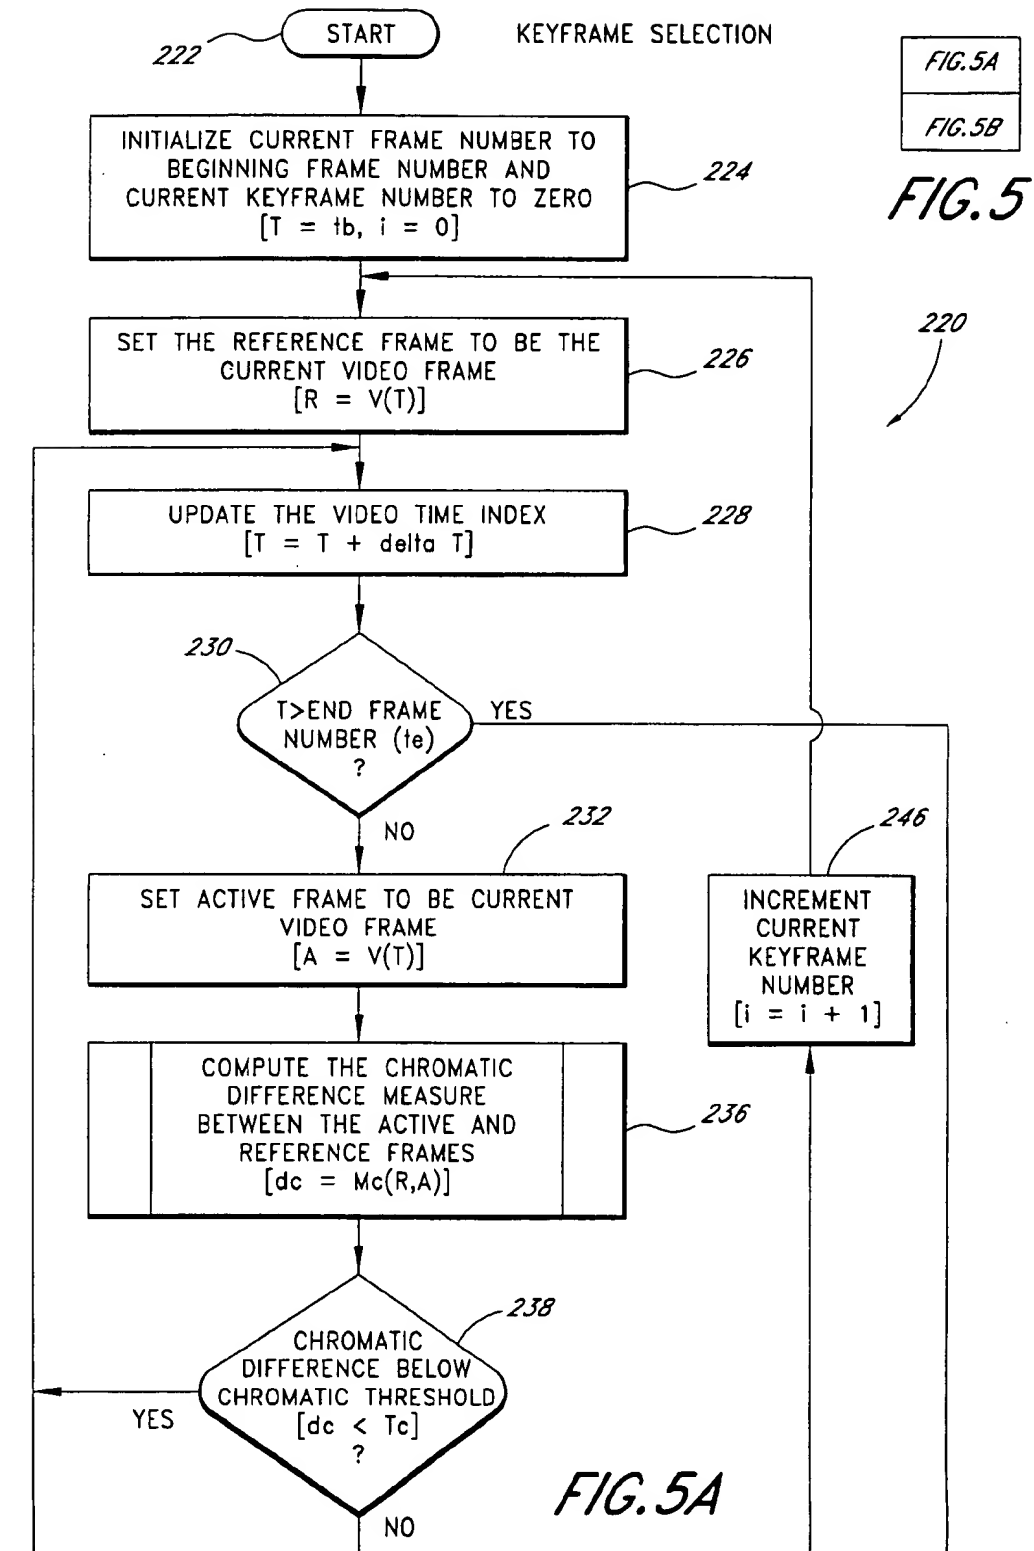 START
KEYFRAME SELECTION
222
FIG.5A
FIG.5B
FIG.5
INITIALIZE CURRENT FRAME NUMBER TO
BEGINNING FRAME NUMBER AND
CURRENT KEYFRAME NUMBER TO ZERO
[T = tb, i = 0]
224
SET THE REFERENCE FRAME TO BE THE
CURRENT VIDEO FRAME
[R = V(T)]
226
220
UPDATE THE VIDEO TIME INDEX
[T = T + delta T]
228
230
T>END FRAME
NUMBER (te)
?
YES
NO
232
SET ACTIVE FRAME TO BE CURRENT
VIDEO FRAME
[A = V(T)]
246
INCREMENT
CURRENT
KEYFRAME
NUMBER
[i = i + 1]
COMPUTE THE CHROMATIC
DIFFERENCE MEASURE
BETWEEN THE ACTIVE AND
REFERENCE FRAMES
[dc = Mc(R,A)]
236
238
CHROMATIC
DIFFERENCE BELOW
CHROMATIC THRESHOLD
[dc < Tc]
?
YES
NO
FIG.5A